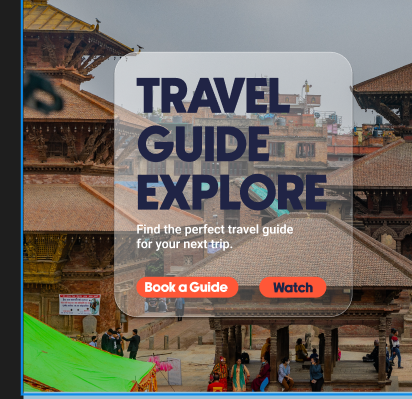 TRAVEL
GUIDE
EXPLORE
Find the perfect travel guide
for your next trip.
Book a Guide
Watch